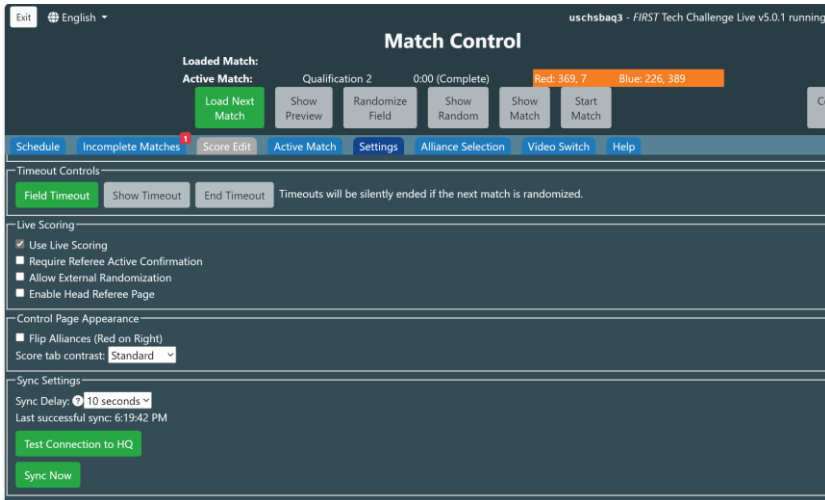 Exit English uschsbaq3 - FIRST Tech Challenge Live v5.0.1 running
Match Control
Loaded Match:
Active Match: Qualification 2 0:00 (Complete) Red: 369, 7 Blue: 226, 389
Load Next Match Show Preview Randomize Field Show Random Show Match Start Match
Schedule Incomplete Matches 1 Score Edit Active Match Settings Alliance Selection Video Switch Help
Timeout Controls
Field Timeout Show Timeout End Timeout Timeouts will be silently ended if the next match is randomized.
Live Scoring
Use Live Scoring
Require Referee Active Confirmation
Allow External Randomization
Enable Head Referee Page
Control Page Appearance
Flip Alliances (Red on Right)
Score tab contrast: Standard
Sync Settings
Sync Delay: ? 10 seconds
Last successful sync: 6:19:42 PM
Test Connection to HQ
Sync Now